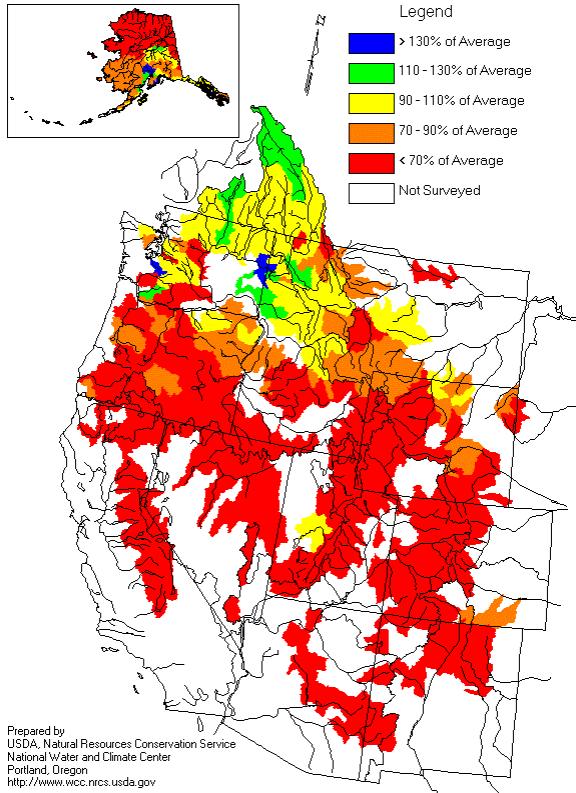 Legend
> 130% of Average
110 - 130% of Average
90 - 110% of Average
70 - 90% of Average
< 70% of Average
Not Surveyed
N
Prepared by
USDA, Natural Resources Conservation Service
National Water and Climate Center
Portland, Oregon
http://www.wcc.nrcs.usda.gov